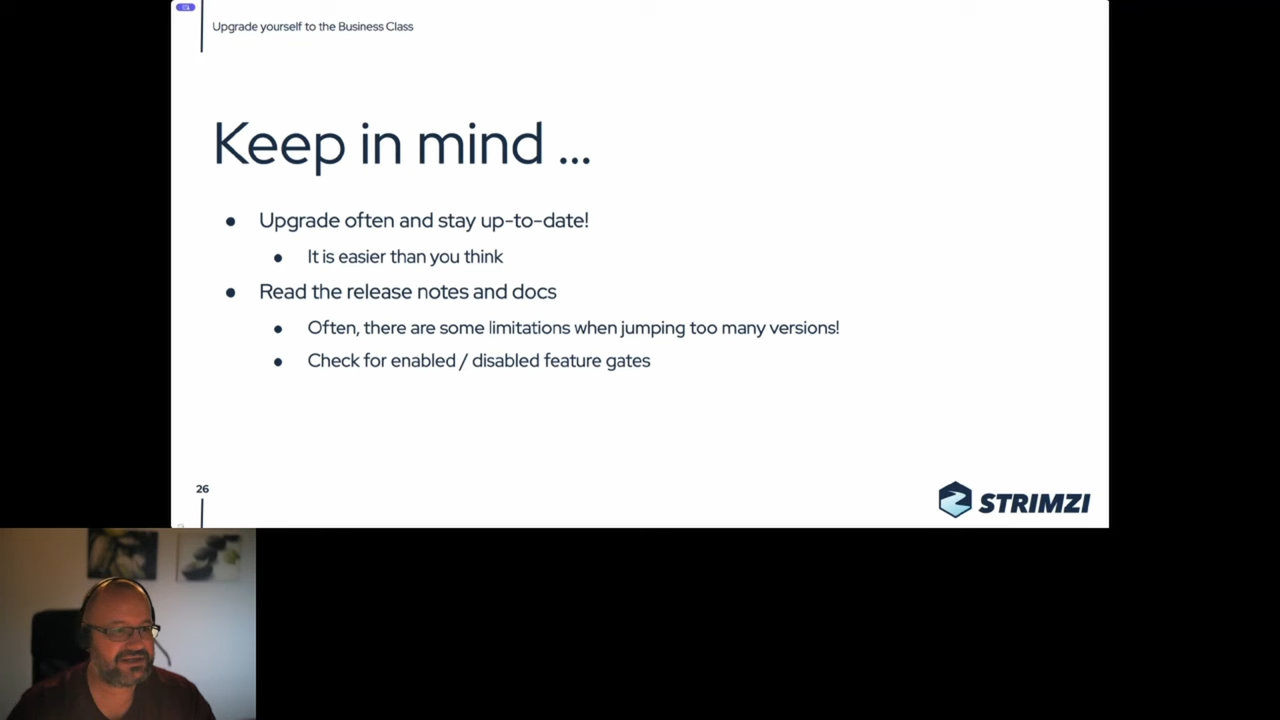 Upgrade yourself to the Business Class
Keep in mind ...
Upgrade often and stay up-to-date!
It is easier than you think
Read the release notes and docs
Often, there are some limitations when jumping too many versions!
Check for enabled / disabled feature gates
26
STRIMZI